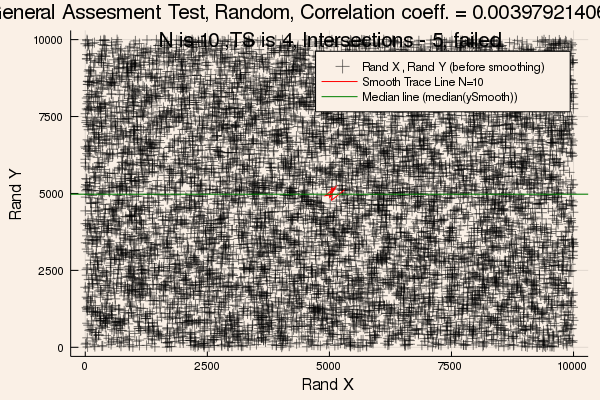 General Assesment Test, Random, Correlation coeff. = 0.00397921406
N is 10, TS is 4, Intersections - 5, failed
Rand X , Rand Y (before smoothing)
Smooth Trace Line N=10
Median line (median(ySmooth))
10000
7500
5000
2500
0
Rand Y
0 2500 5000 7500 10000
Rand X